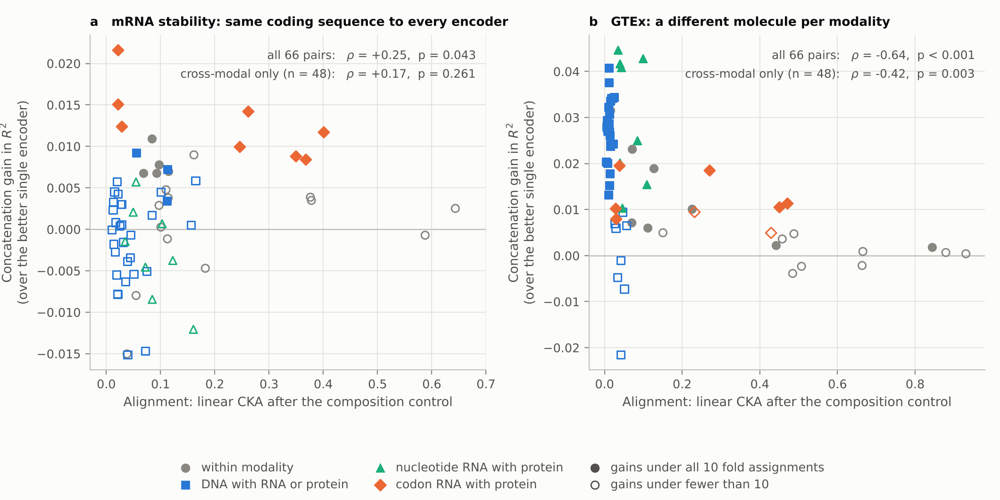 a mRNA stability: same coding sequence to every encoder
all 66 pairs: ρ = +0.25, p = 0.043
cross-modal only (n = 48): ρ = +0.17, p = 0.261
Concatenation gain in R²
(over the better single encoder)
0.020
0.015
0.010
0.005
0.000
−0.005
−0.010
−0.015
0.0 0.1 0.2 0.3 0.4 0.5 0.6 0.7
Alignment: linear CKA after the composition control
b GTEx: a different molecule per modality
all 66 pairs: ρ = -0.64, p < 0.001
cross-modal only (n = 48): ρ = -0.42, p = 0.003
Concatenation gain in R²
(over the better single encoder)
0.04
0.03
0.02
0.01
0.00
−0.01
−0.02
0.0 0.2 0.4 0.6 0.8
Alignment: linear CKA after the composition control
within modality
DNA with RNA or protein
nucleotide RNA with protein
codon RNA with protein
gains under all 10 fold assignments
gains under fewer than 10